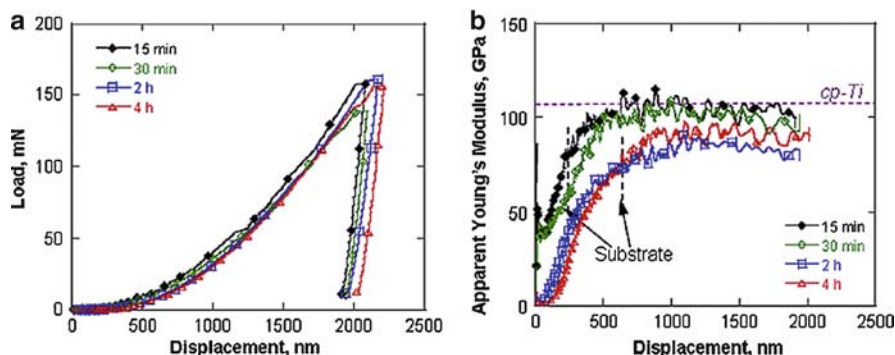 a
200
150
100
50
0
Load, mN
15 min
30 min
2 h
4 h
0 500 1000 1500 2000 2500
Displacement, nm
b
150
100
50
0
Apparent Young's Modulus, GPa
cp-Ti
Substrate
15 min
30 min
2 h
4 h
0 500 1000 1500 2000 2500
Displacement, nm